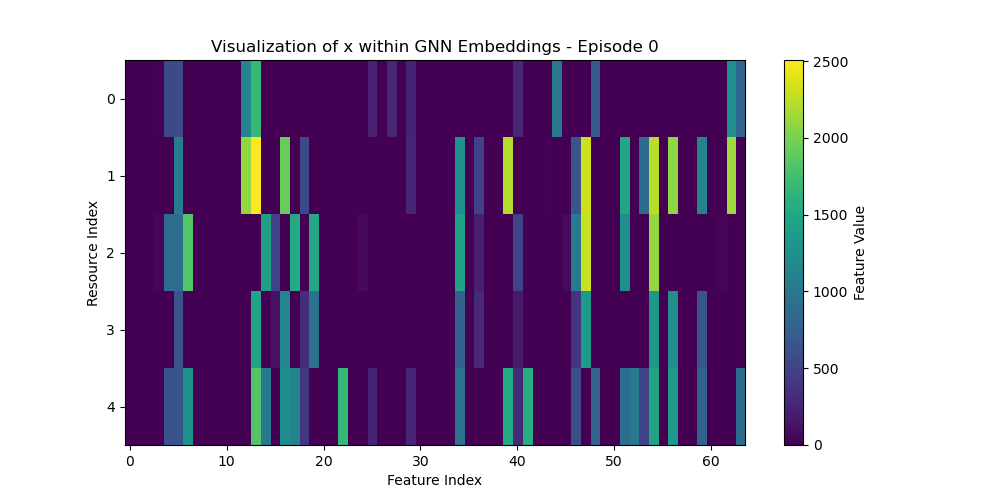 Visualization of x within GNN Embeddings - Episode 0
Resource Index
0
1
2
3
4
0 10 20 30 40 50 60
Feature Index
2500
2000
1500
1000
500
0
Feature Value